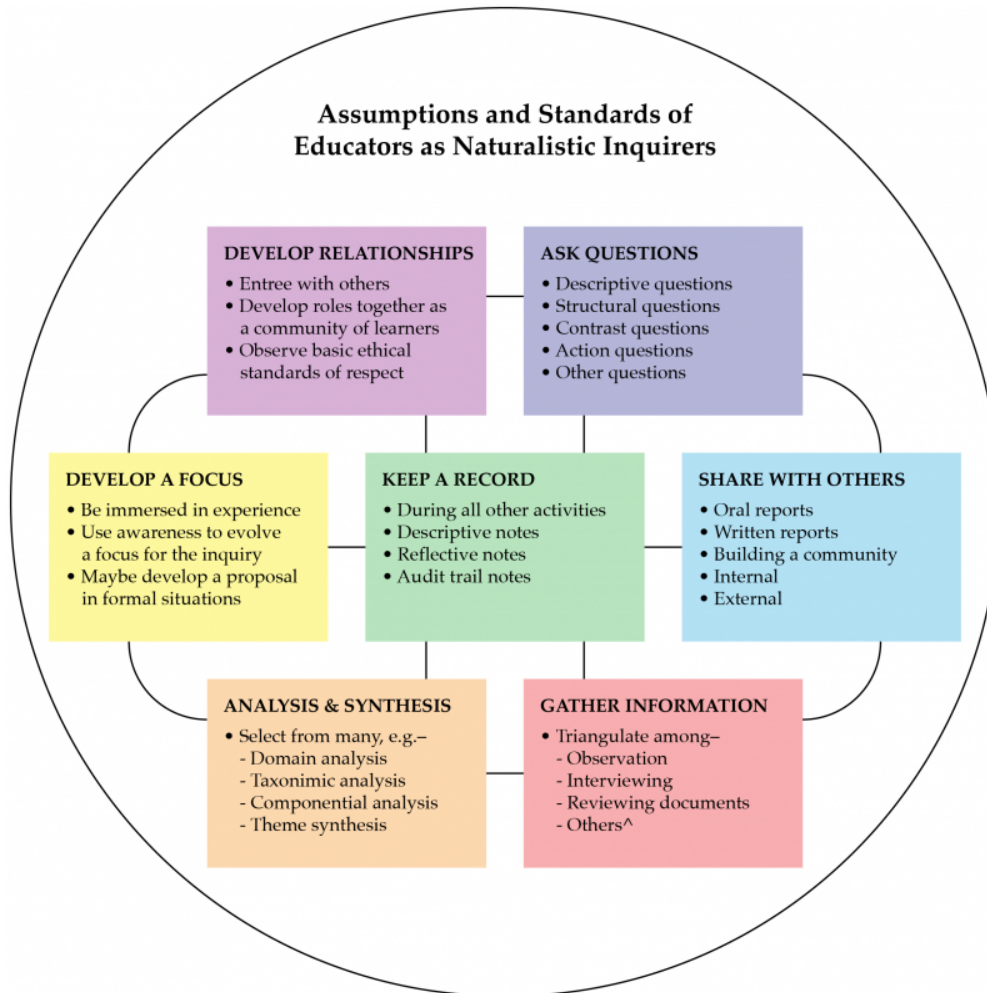 Assumptions and Standards of
Educators as Naturalistic Inquirers
DEVELOP RELATIONSHIPS
• Entree with others
• Develop roles together as
a community of learners
• Observe basic ethical
standards of respect
ASK QUESTIONS
• Descriptive questions
• Structural questions
• Contrast questions
• Action questions
• Other questions
DEVELOP A FOCUS
• Be immersed in experience
• Use awareness to evolve
a focus for the inquiry
• Maybe develop a proposal
in formal situations
KEEP A RECORD
• During all other activities
• Descriptive notes
• Reflective notes
• Audit trail notes
SHARE WITH OTHERS
• Oral reports
• Written reports
• Building a community
• Internal
• External
ANALYSIS & SYNTHESIS
• Select from many, e.g.–
- Domain analysis
- Taxonimic analysis
- Componential analysis
- Theme synthesis
GATHER INFORMATION
• Triangulate among–
- Observation
- Interviewing
- Reviewing documents
- Others^